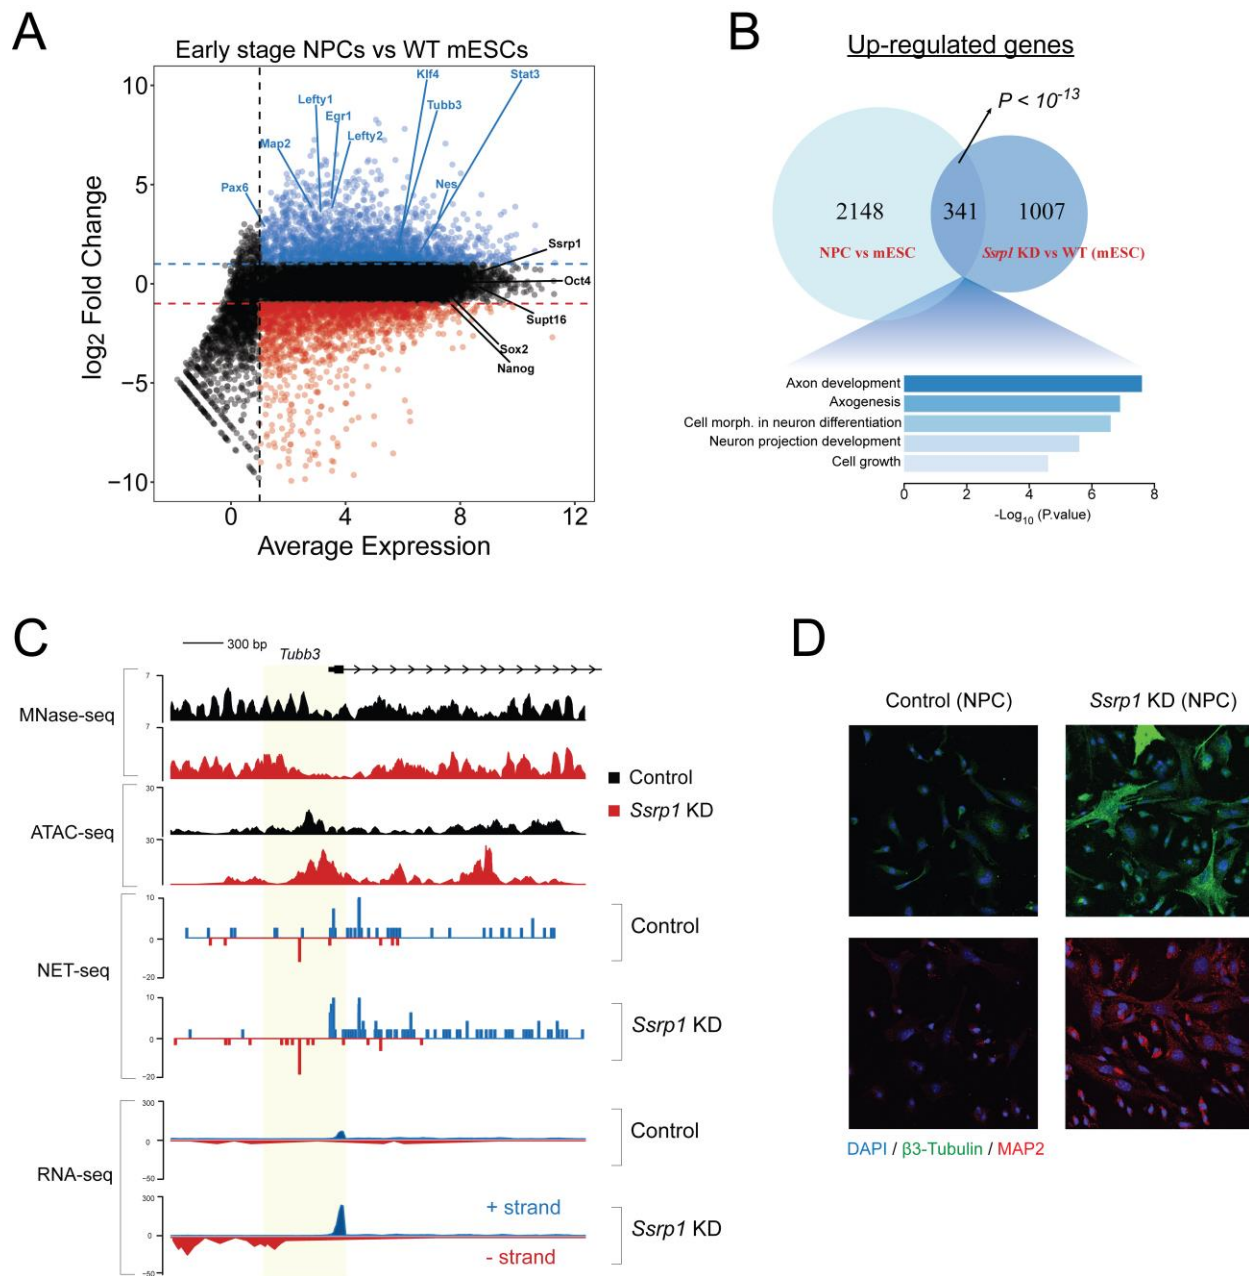 A
Early stage NPCs vs WT mESCs
log2 Fold Change
10
5
0
−5
−10
Klf4
Stat3
Lefty1
Tubb3
Egr1
Map2
Lefty2
Pax6
Nes
Ssrp1
Oct4
Supt16
Sox2
Nanog
0 4 8 12
Average Expression
B
Up-regulated genes
P < 10-13
2148 341 1007
NPC vs mESC
Ssrp1 KD vs WT (mESC)
Axon development
Axogenesis
Cell morph. in neuron differentiation
Neuron projection development
Cell growth
0 2 4 6 8
-Log10 (P.value)
C
300 bp
Tubb3
MNase-seq
7
7
Control
Ssrp1 KD
ATAC-seq
30
30
NET-seq
10
0
−20
Control
10
0
−20
Ssrp1 KD
RNA-seq
300
0
−50
Control
300
0
−50
+ strand
- strand
Ssrp1 KD
D
Control (NPC)
Ssrp1 KD (NPC)
DAPI / β3-Tubulin / MAP2